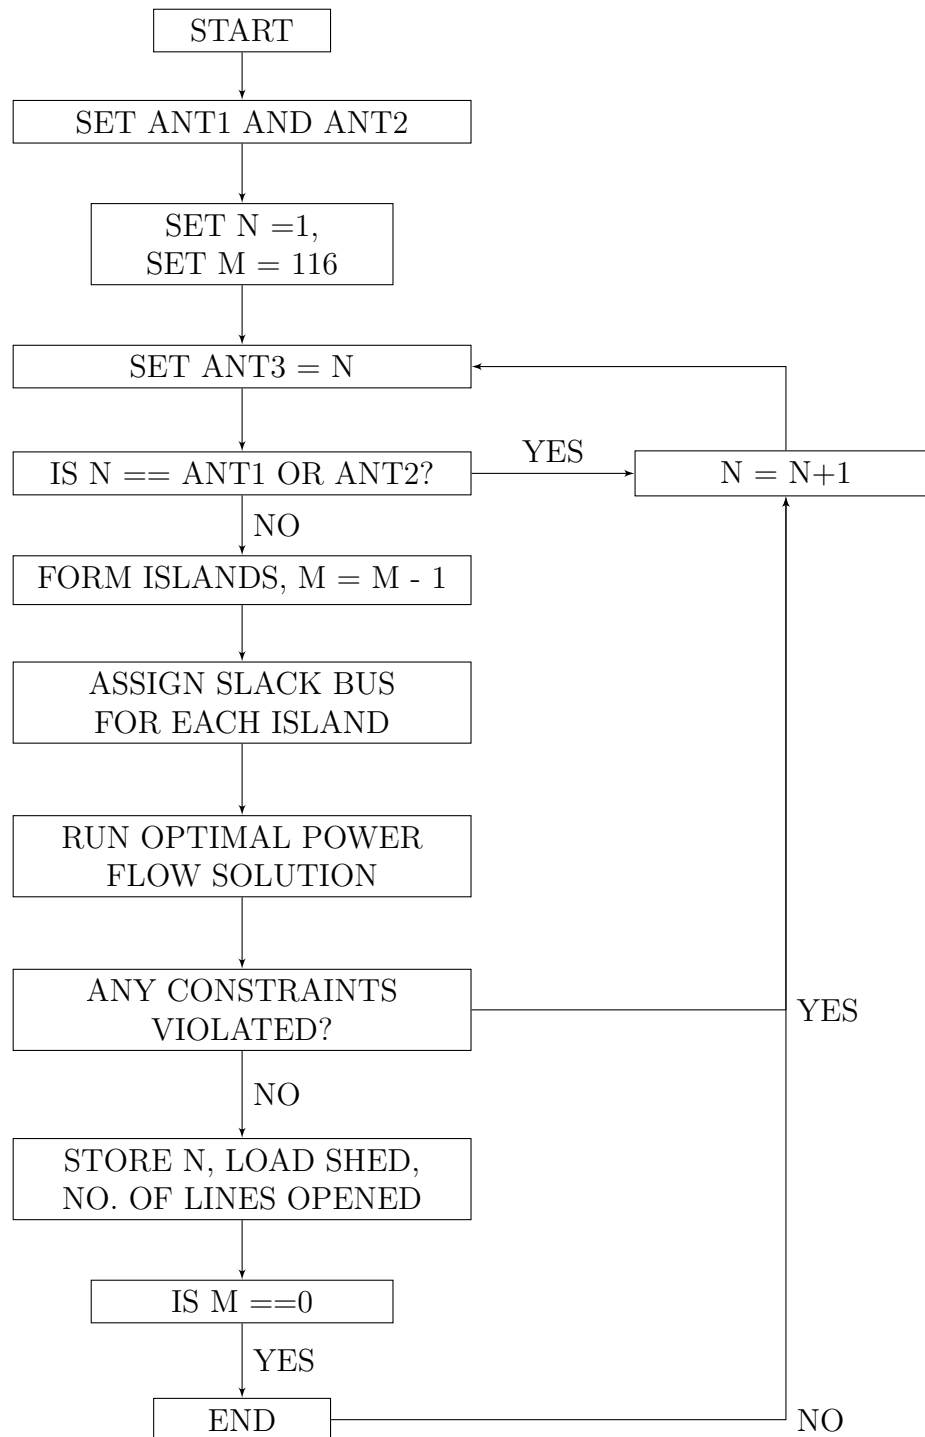 START
SET ANT1 AND ANT2
SET N =1,
SET M = 116
SET ANT3 = N
IS N == ANT1 OR ANT2?
YES
N = N+1
NO
FORM ISLANDS, M = M - 1
ASSIGN SLACK BUS
FOR EACH ISLAND
RUN OPTIMAL POWER
FLOW SOLUTION
ANY CONSTRAINTS
VIOLATED?
YES
NO
STORE N, LOAD SHED,
NO. OF LINES OPENED
IS M ==0
YES
END
NO